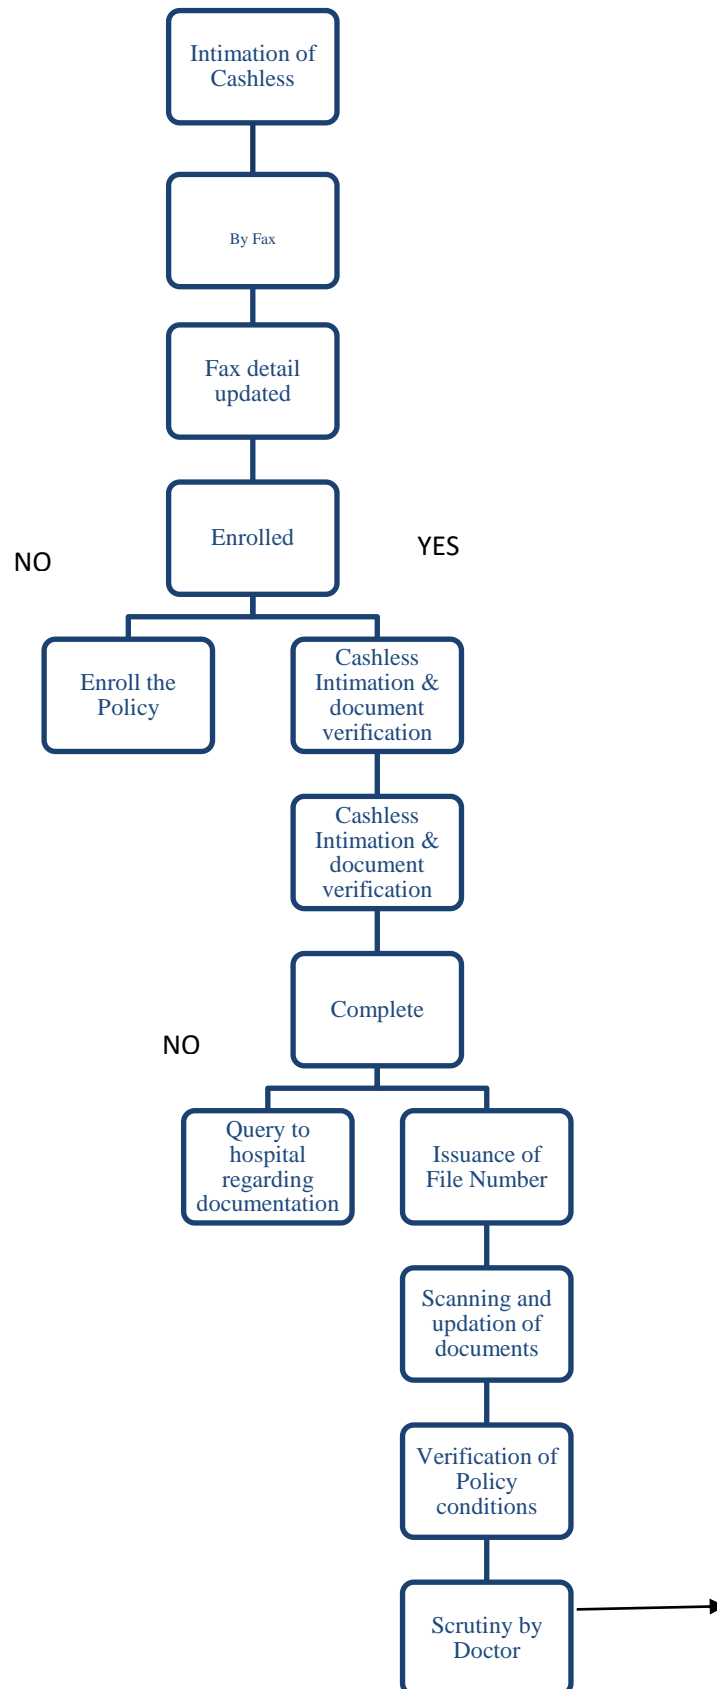 Intimation of
Cashless
By Fax
Fax detail
updated
Enrolled
NO
YES
Enroll the
Policy
Cashless
Intimation &
document
verification
Cashless
Intimation &
document
verification
Complete
NO
Query to
hospital
regarding
documentation
Issuance of
File Number
Scanning and
updation of
documents
Verification of
Policy
conditions
Scrutiny by
Doctor